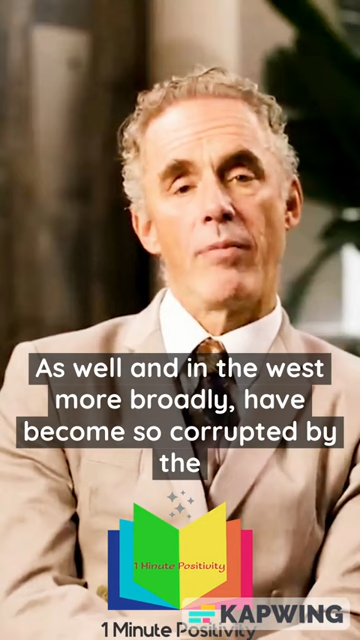 As well and in the west
more broadly, have
become so corrupted by
the
1 Minute Positivity
1 Minute Positivity
KAPWING